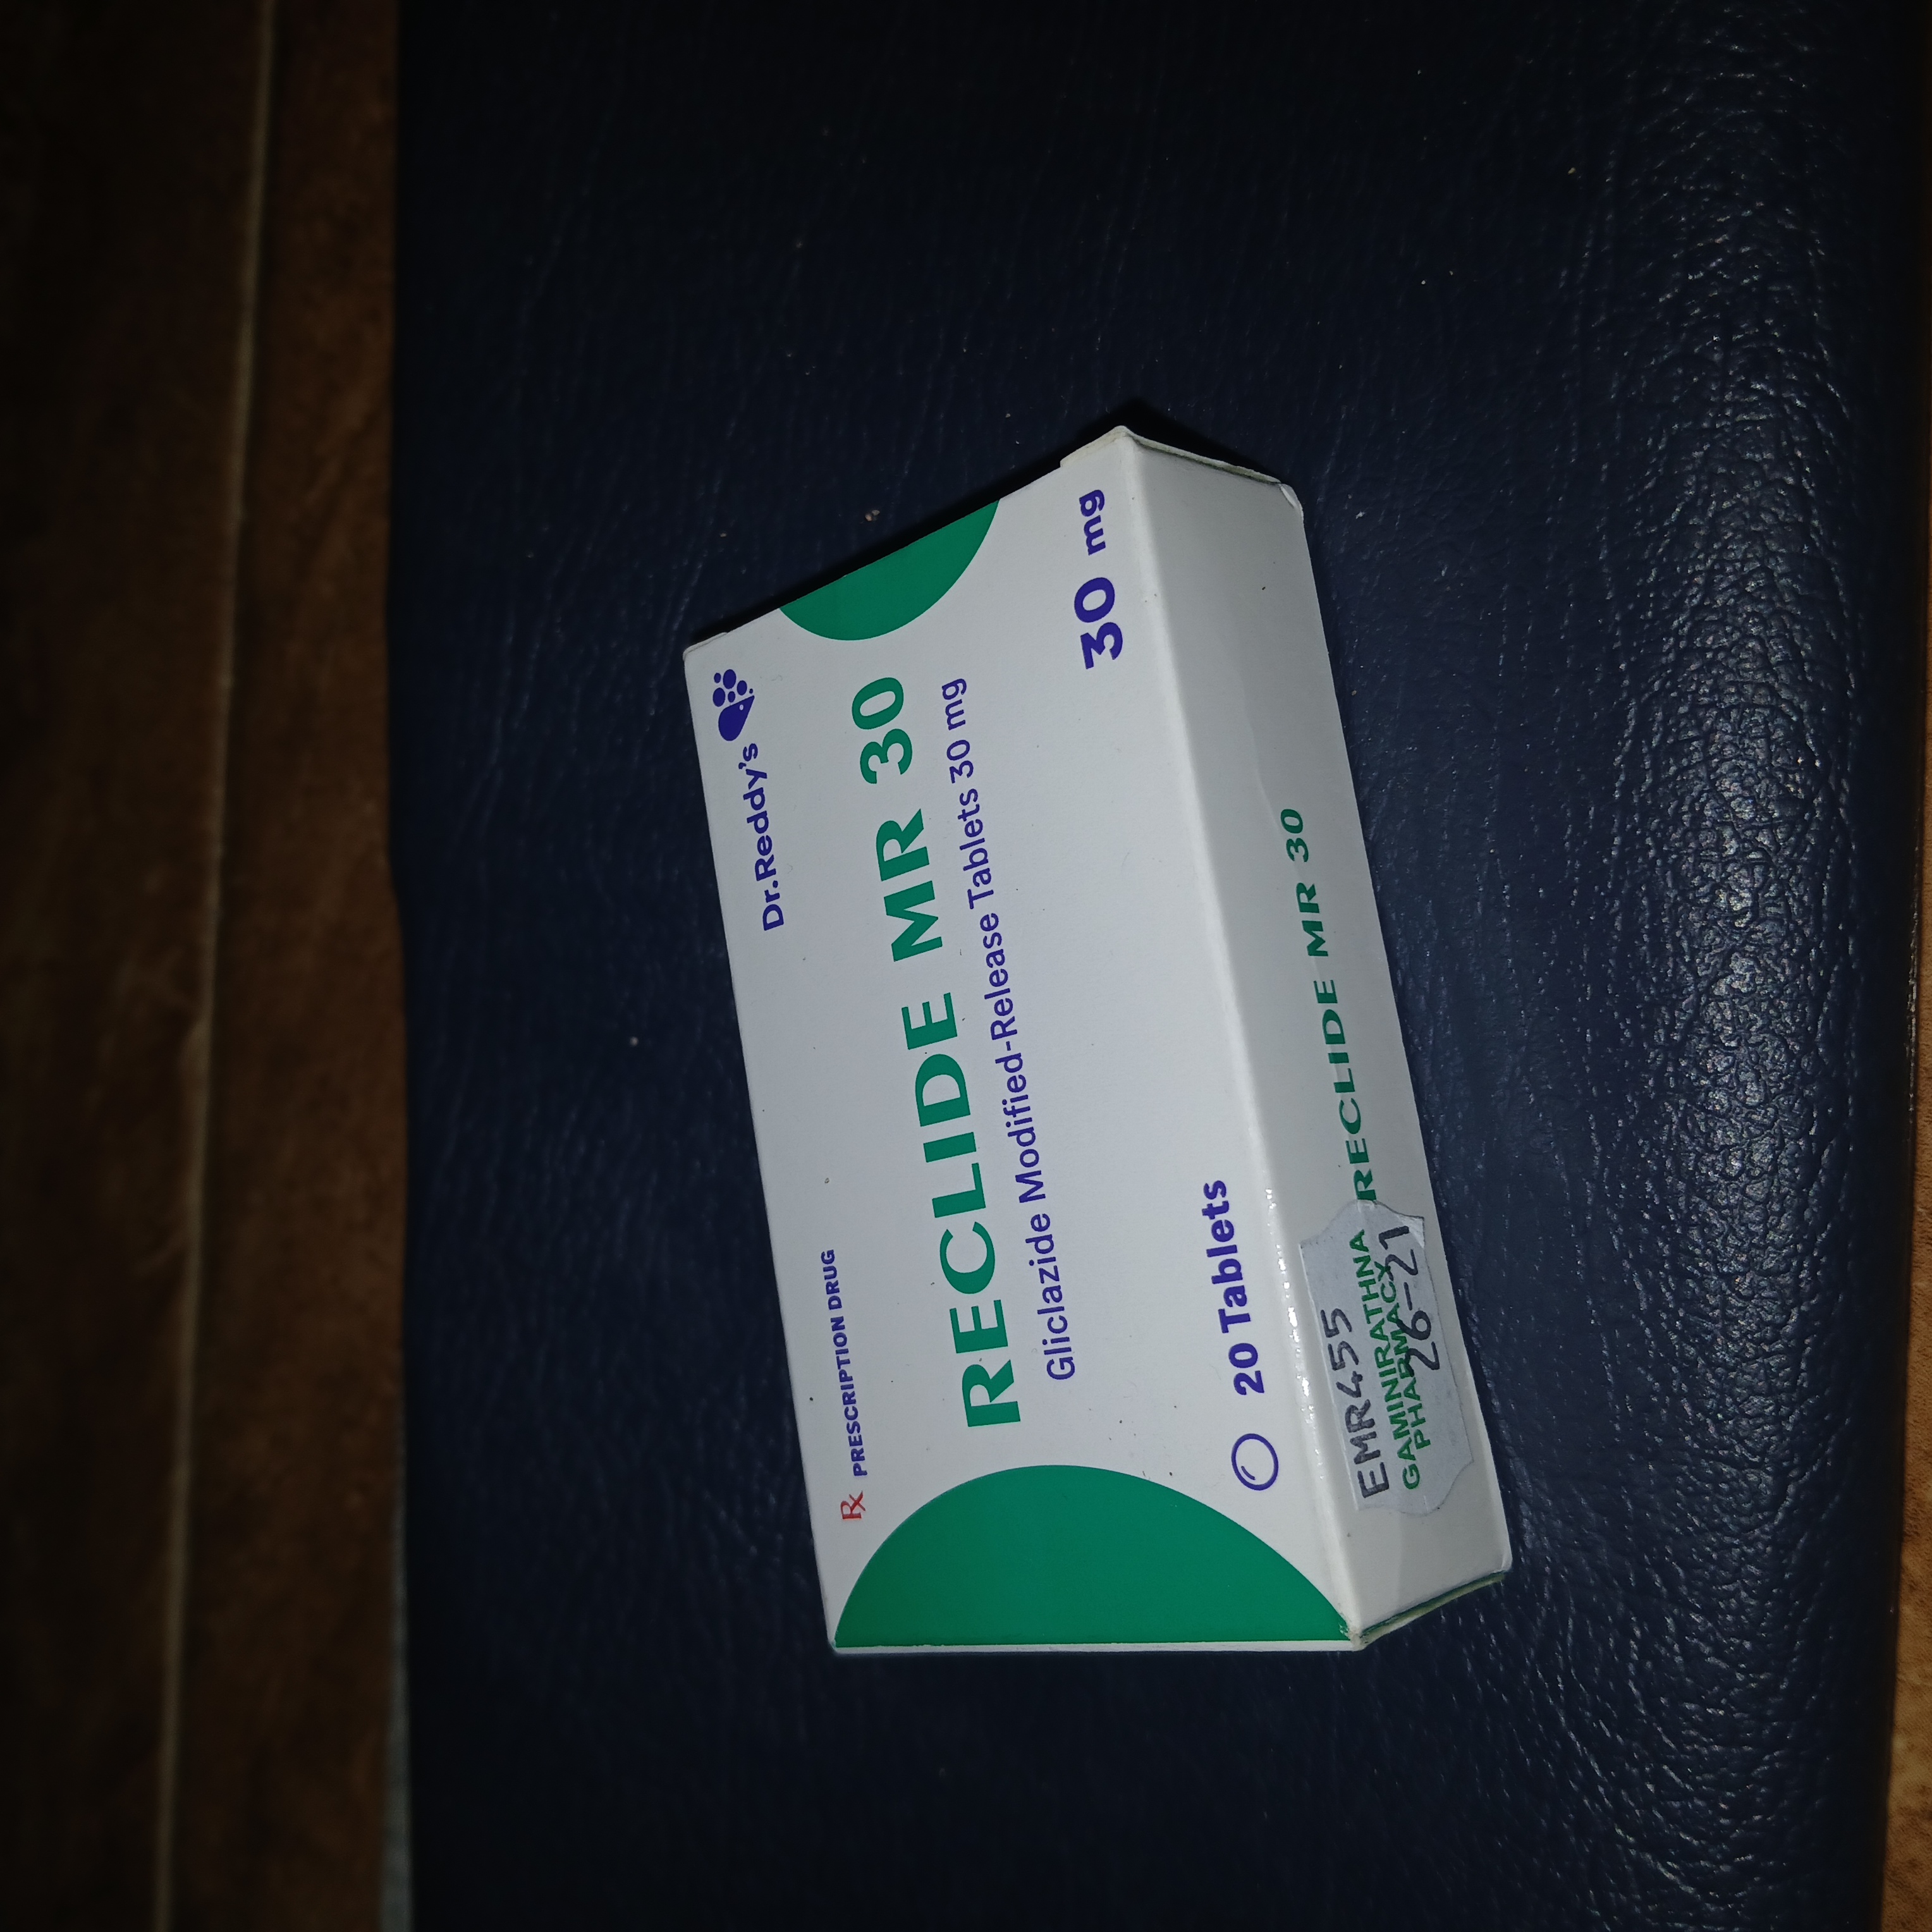 Dr.Reddy's
Rx PRESCRIPTION DRUG
RECLIDE MR 30
Gliclazide Modified-Release Tablets 30 mg
30 mg
20 Tablets
RECLIDE MR 30
EMR455
GAMINIRATHNA
PHARMACY
26-21